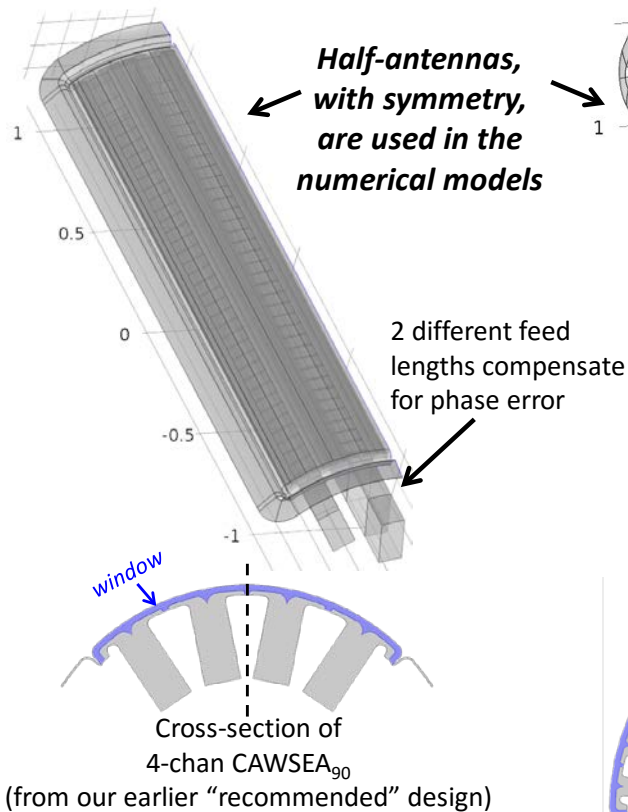 Half-antennas,
with symmetry,
are used in the
numerical models
1
1
0.5
0
2 different feed
lengths compensate
for phase error
-0.5
-1
window
Cross-section of
4-chan CAWSEA₉₀
(from our earlier “recommended” design)